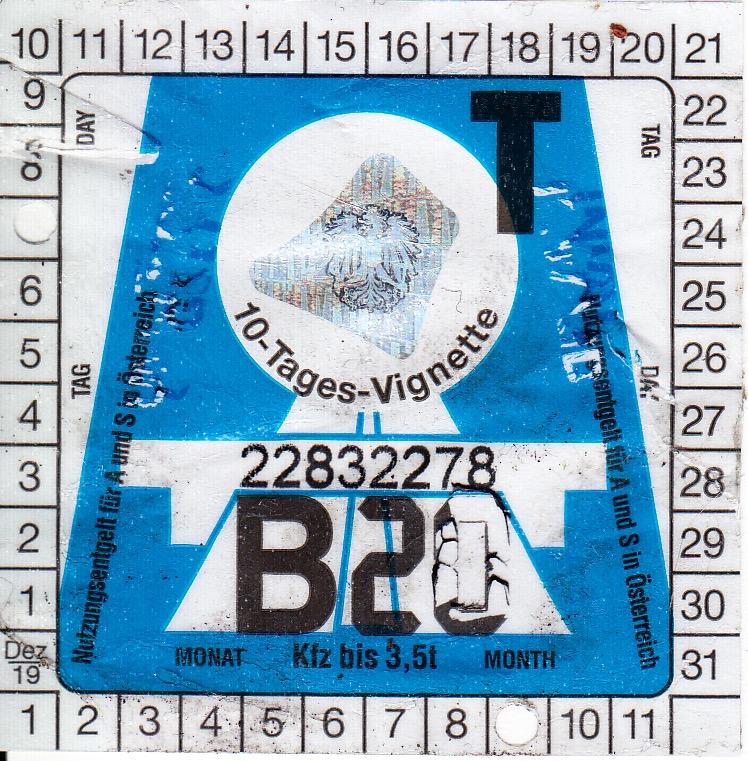 10 11 12 13 14 15 16 17 18 19 20 21
9
8
6
5
4
3
2
1
Dez
19
22
23
24
25
26
27
28
29
30
31
1 2 3 4 5 6 7 8 10 11
DAY
TAG
TAG
T
10-Tages-Vignette
Nutzungsentgelt für A und S in Österreich
Nutzungsentgelt für A und S in Österreich
22832278
B20
MONAT Kfz bis 3,5t MONTH